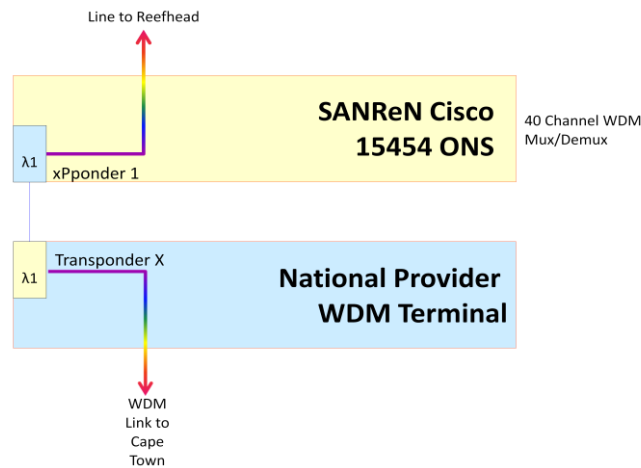 Line to Reefhead
SANReN Cisco
15454 ONS
40 Channel WDM
Mux/Demux
λ1
xPponder 1
λ1
Transponder X
National Provider
WDM Terminal
WDM
Link to
Cape
Town